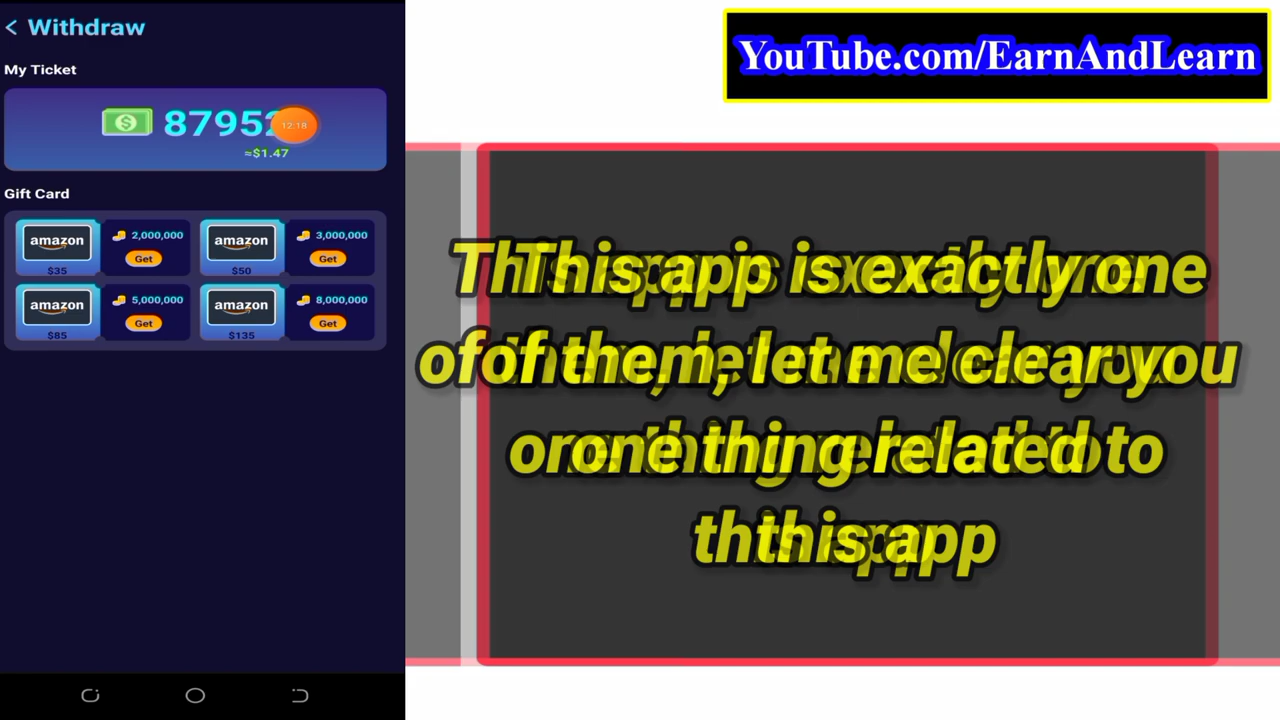 Withdraw
My Ticket
12:18
≈$1.47
Gift Card
amazon 2,000,000
Get
$35
amazon 3,000,000
Get
$50
amazon 5,000,000
Get
$85
amazon 8,000,000
Get
$135
YouTube.com/EarnAndLearn
This app is exactly one
of them, let me clear you
one thing related to
this app